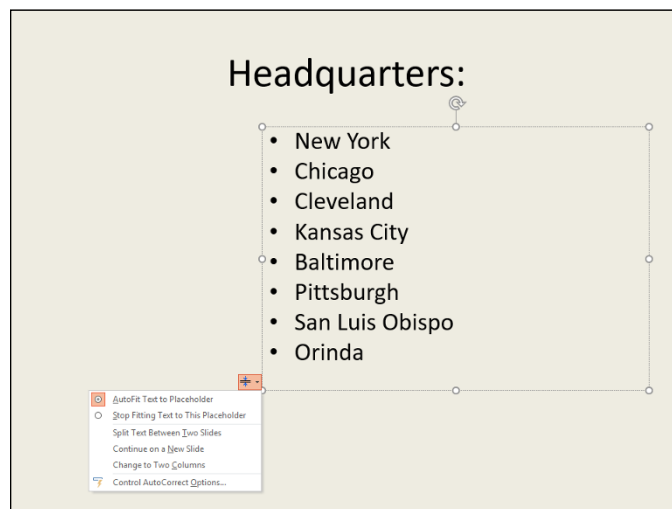 Headquarters:
• New York
• Chicago
• Cleveland
• Kansas City
• Baltimore
• Pittsburgh
• San Luis Obispo
• Orinda
AutoFit Text to Placeholder
Stop Fitting Text to This Placeholder
Split Text Between Two Slides
Continue on a New Slide
Change to Two Columns
Control AutoCorrect Options...